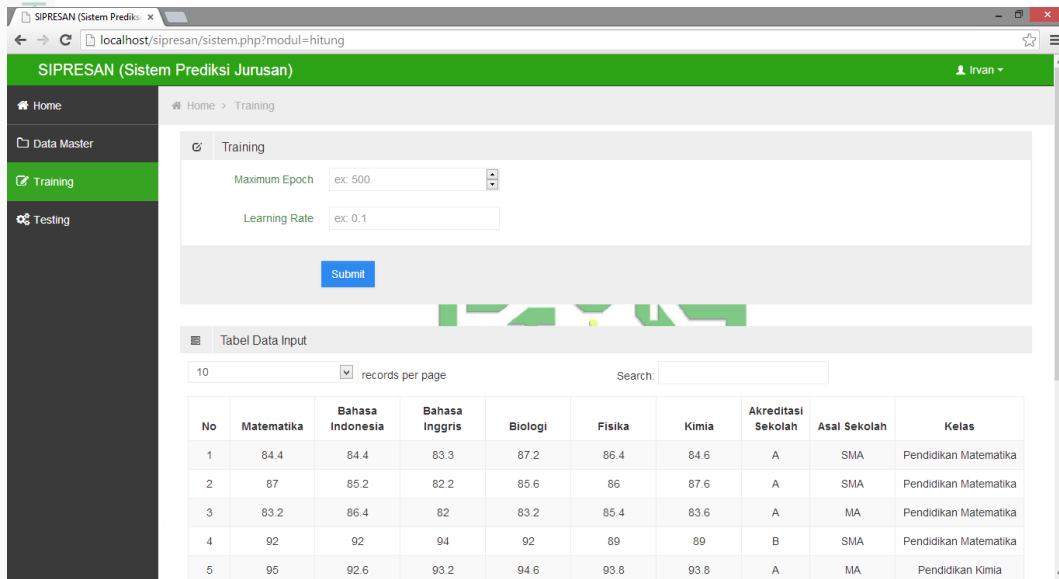 SIPRESAN (Sistem Prediks
localhost/sipresan/sistem.php?modul=hitung
SIPRESAN (Sistem Prediksi Jurusan)
Irvan
Home
Data Master
Training
Testing
Home > Training
Training
Maximum Epoch ex: 500
Learning Rate ex: 0.1
Submit
Tabel Data Input
10 records per page Search:
No Matematika Bahasa Indonesia Bahasa Inggris Biologi Fisika Kimia Akreditasi Sekolah Asal Sekolah Kelas
1 84.4 84.4 83.3 87.2 86.4 84.6 A SMA Pendidikan Matematika
2 87 85.2 82.2 85.6 86 87.6 A SMA Pendidikan Matematika
3 83.2 86.4 82 83.2 85.4 83.6 A MA Pendidikan Matematika
4 92 92 94 92 89 89 B SMA Pendidikan Matematika
5 95 92.6 93.2 94.6 93.8 93.8 A MA Pendidikan Kimia